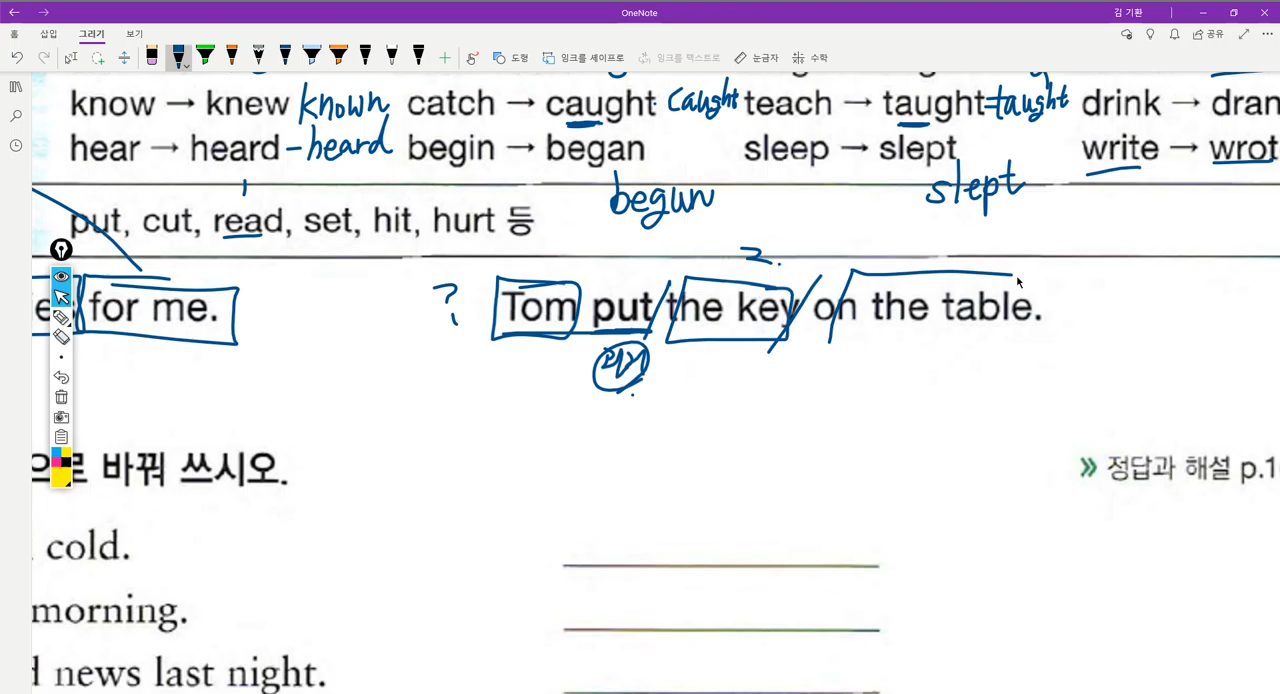 OneNote
김 기환
홈 삽입 그리기 보기
공유
도형 잉크를 셰이프로 잉크를 텍스트로 눈금자 수학
know → knew known catch → caught caught teach → taught taught drink → dran
hear → heard – heard begin → began sleep → slept write → wrot
begun slept
put, cut, read, set, hit, hurt 등
2.
for me. ? Tom put / the key / on the table.
과거
으로 바꿔 쓰시오. » 정답과 해설 p.1
cold.
morning.
d news last night.